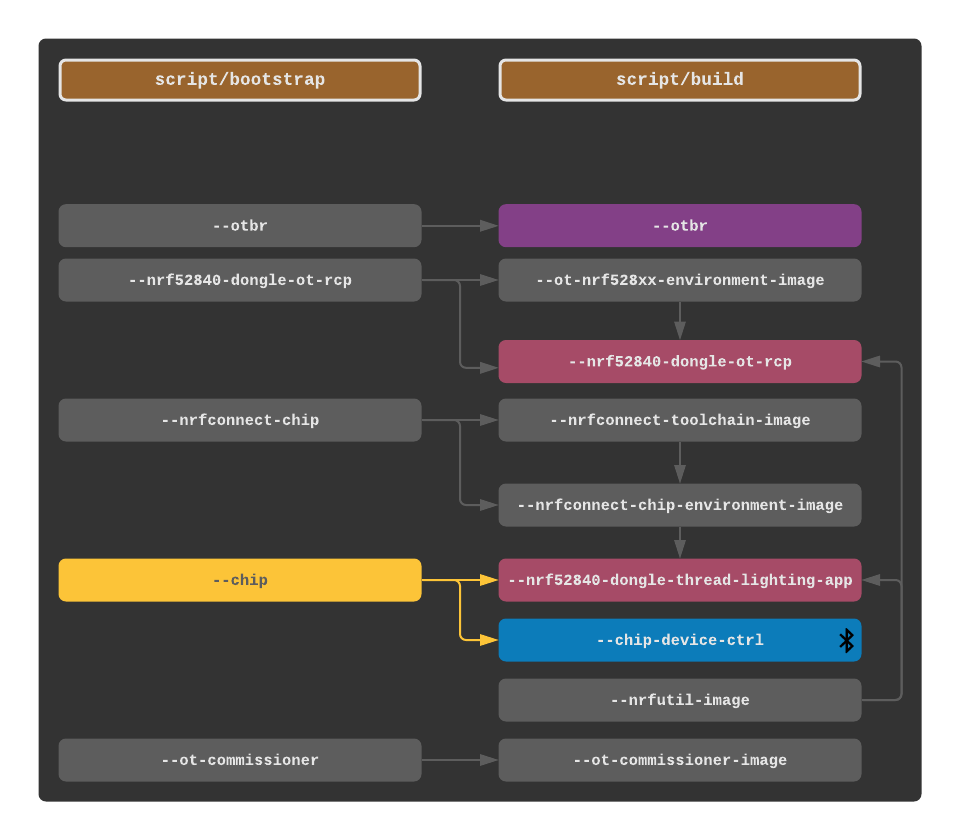 script/bootstrap
script/build
--otbr
--otbr
--nrf52840-dongle-ot-rcp
--ot-nrf528xx-environment-image
--nrf52840-dongle-ot-rcp
--nrfconnect-chip
--nrfconnect-toolchain-image
--nrfconnect-chip-environment-image
--chip
--nrf52840-dongle-thread-lighting-app
--chip-device-ctrl
--nrfutil-image
--ot-commissioner
--ot-commissioner-image